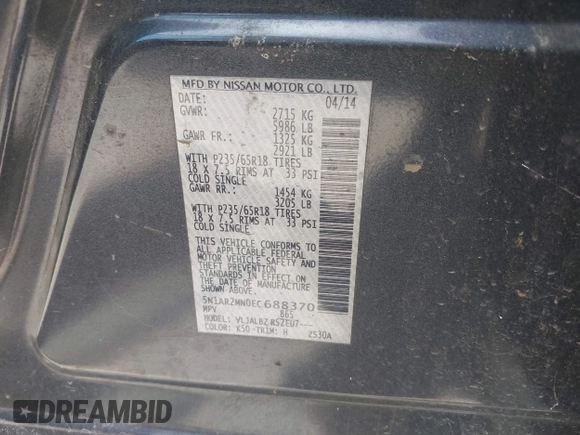 MFD BY NISSAN MOTOR CO., LTD.
DATE: 04/14
GVWR: 2715 KG
5986 LB
GAWR FR: 1325 KG
2921 LB
WITH P235/65R18 TIRES
18 X 7.5 RIMS AT 33 PSI
COLD SINGLE
GAWR RR.: 1454 KG
3205 LB
WITH P235/65R18 TIRES
18 X 7.5 RIMS AT 33 PSI
COLD SINGLE
THIS VEHICLE CONFORMS TO
ALL APPLICABLE FEDERAL
MOTOR VEHICLE SAFETY AND
THEFT PREVENTION
STANDARDS IN EFFECT ON
THE DATE OF MANUFACTURE
SHOWN ABOVE.
5N1AR2MN0EC688370
MPV 865
MODEL: VLJALBZ-RSZEU7---
COLOR: K50 TRIM: H 2530A
DREAMBID